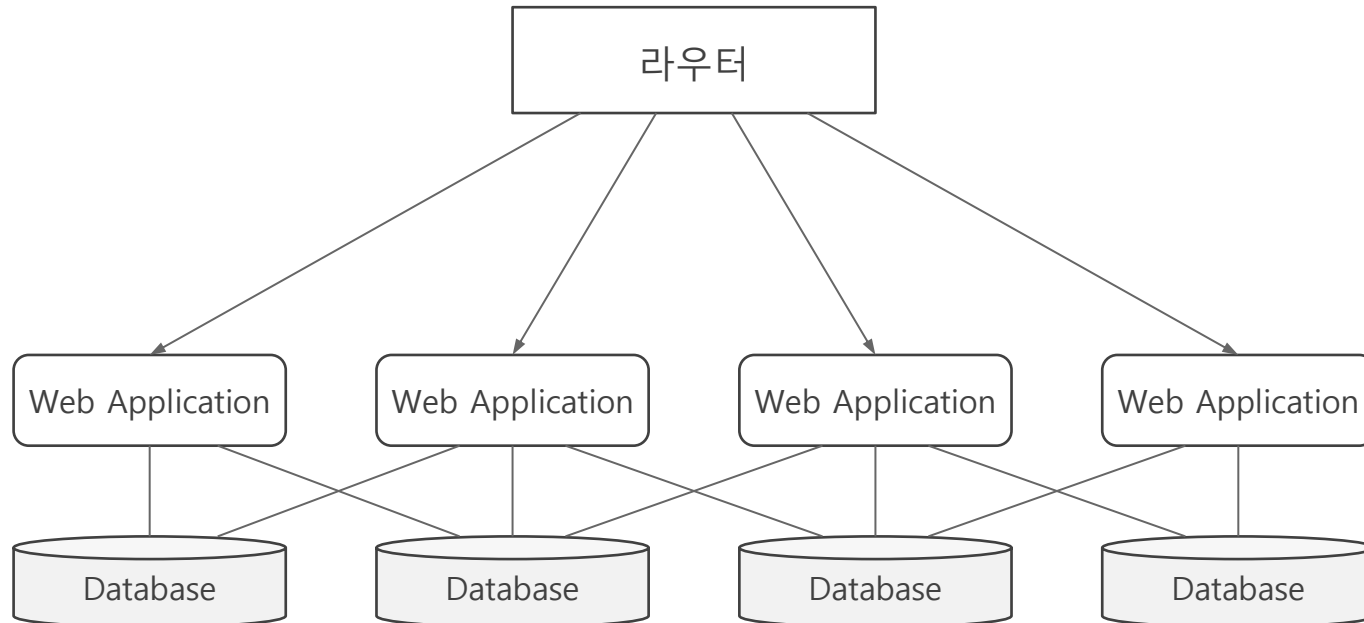 라우터
Web Application
Web Application
Web Application
Web Application
Database
Database
Database
Database